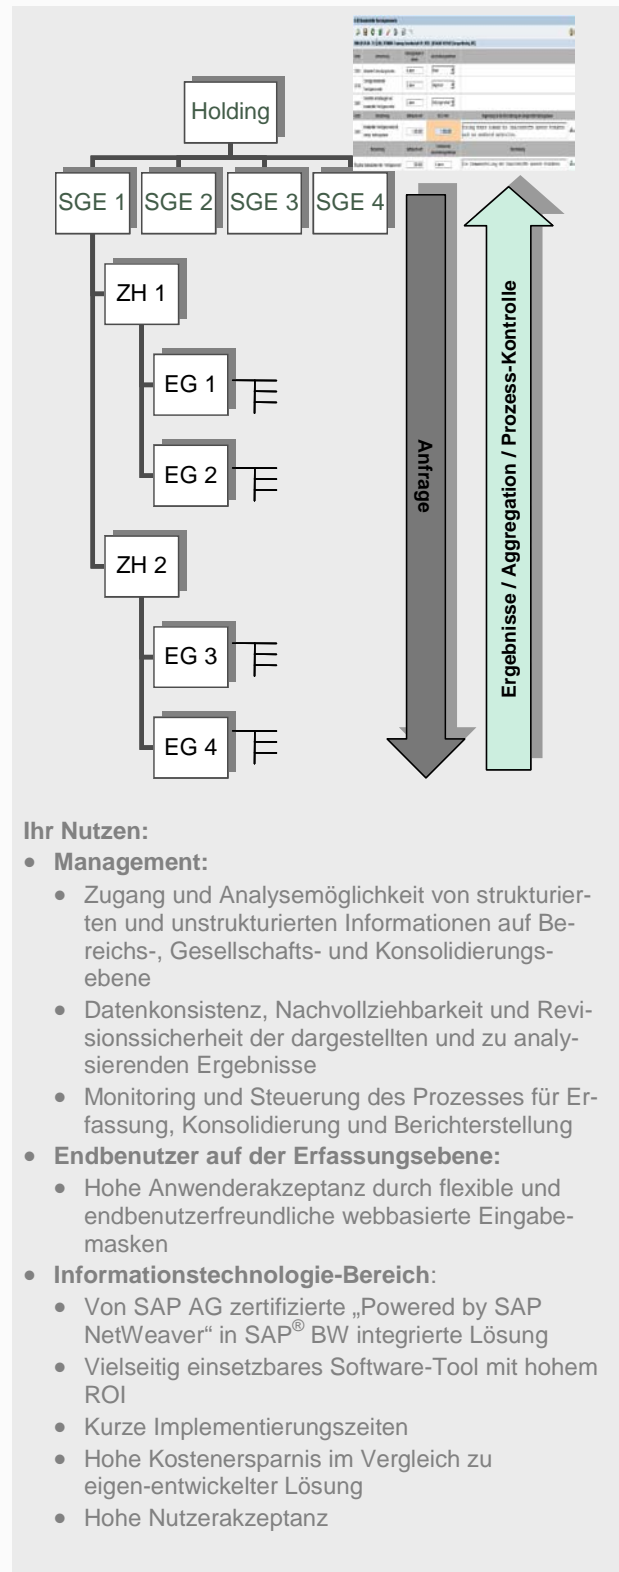 Holding
SGE 1 SGE 2 SGE 3 SGE 4
ZH 1
EG 1
EG 2
ZH 2
EG 3
EG 4
Anfrage
Ergebnisse / Aggregation / Prozess-Kontrolle
Ihr Nutzen:
• Management:
• Zugang und Analysemöglichkeit von strukturier-
ten und unstrukturierten Informationen auf Be-
reichs-, Gesellschafts- und Konsolidierungs-
ebene
• Datenkonsistenz, Nachvollziehbarkeit und Revi-
sionssicherheit der dargestellten und zu analy-
sierenden Ergebnisse
• Monitoring und Steuerung des Prozesses für Er-
fassung, Konsolidierung und Berichterstellung
• Endbenutzer auf der Erfassungsebene:
• Hohe Anwenderakzeptanz durch flexible und
endbenutzerfreundliche webbasierte Eingabe-
masken
• Informationstechnologie-Bereich:
• Von SAP AG zertifizierte „Powered by SAP
NetWeaver“ in SAP® BW integrierte Lösung
• Vielseitig einsetzbares Software-Tool mit hohem
ROI
• Kurze Implementierungszeiten
• Hohe Kostenersparnis im Vergleich zu
eigen-entwickelter Lösung
• Hohe Nutzerakzeptanz